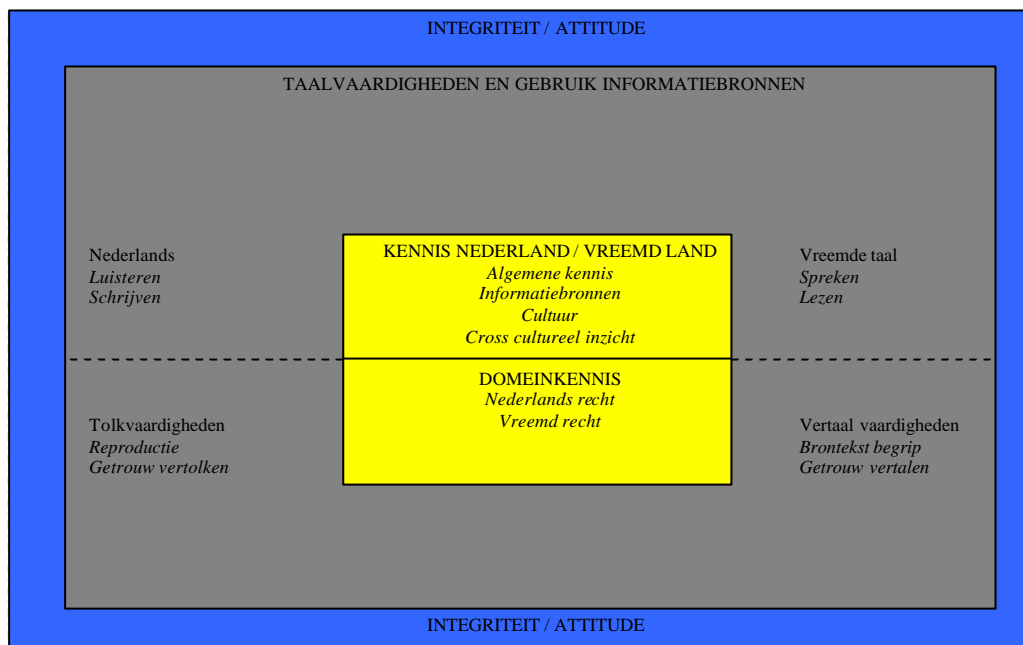 INTEGRITEIT / ATTITUDE
TAALVAARDIGHEDEN EN GEBRUIK INFORMATIEBRONNEN
Nederlands
Luisteren
Schrijven
KENNIS NEDERLAND / VREEMD LAND
Algemene kennis
Informatiebronnen
Cultuur
Cross cultureel inzicht
Vreemde taal
Spreken
Lezen
Tolkvaardigheden
Reproductie
Getrouw vertolken
DOMEINKENNIS
Nederlands recht
Vreemd recht
Vertaal vaardigheden
Brontekst begrip
Getrouw vertalen
INTEGRITEIT / ATTITUDE